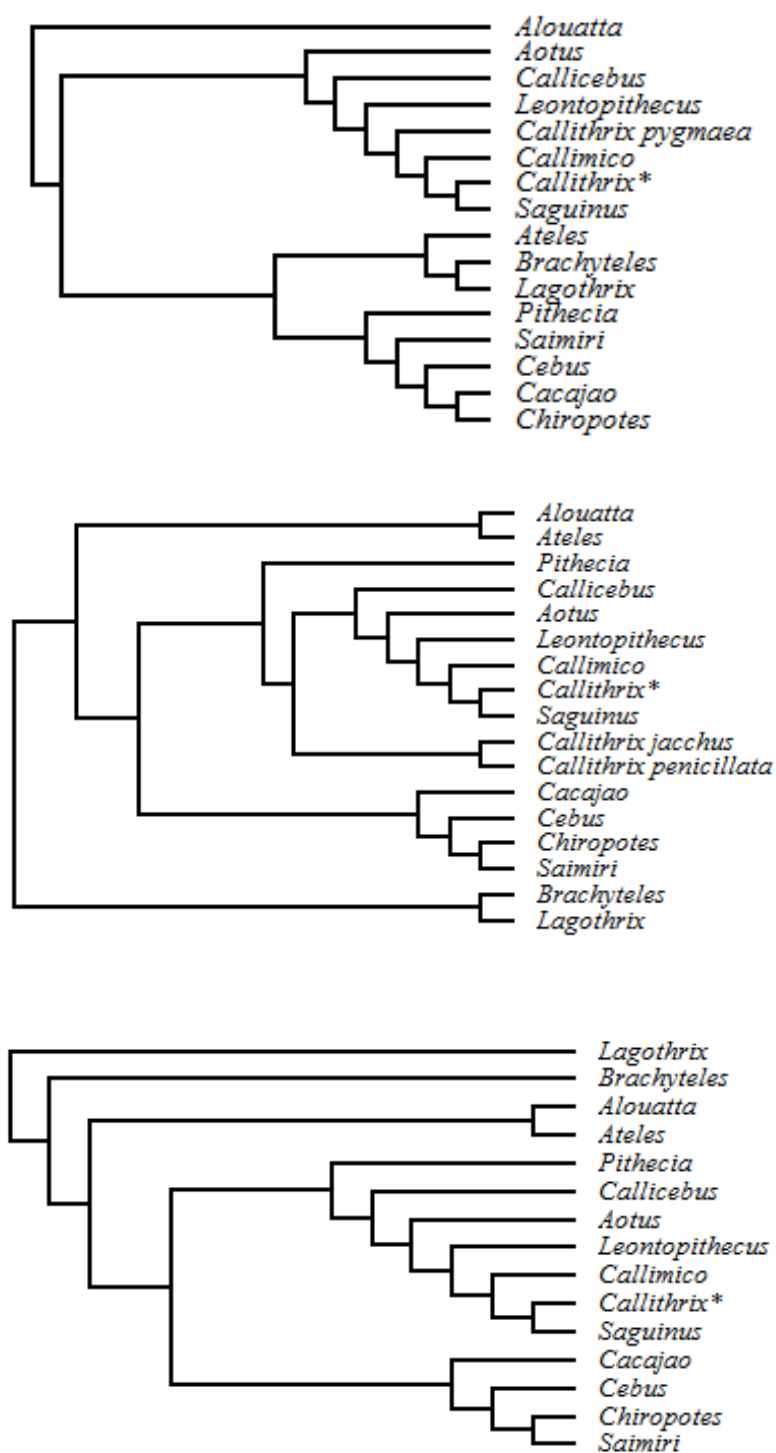 Alouatta
Aotus
Callicebus
Leontopithecus
Callithrix pygmaea
Callimico
Callithrix*
Saguinus
Ateles
Brachyteles
Lagothrix
Pithecia
Saimiri
Cebus
Cacajao
Chiropotes
Alouatta
Ateles
Pithecia
Callicebus
Aotus
Leontopithecus
Callimico
Callithrix*
Saguinus
Callithrix jacchus
Callithrix penicillata
Cacajao
Cebus
Chiropotes
Saimiri
Brachyteles
Lagothrix
Lagothrix
Brachyteles
Alouatta
Ateles
Pithecia
Callicebus
Aotus
Leontopithecus
Callimico
Callithrix*
Saguinus
Cacajao
Cebus
Chiropotes
Saimiri